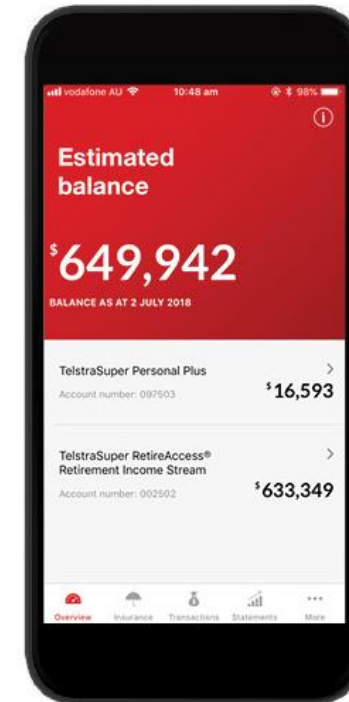 vodafone AU 10:48 am 98%
Estimated
balance
$649,942
BALANCE AS AT 2 JULY 2018
TelstraSuper Personal Plus
Account number: 097503
$16,593
TelstraSuper RetireAccess®
Retirement Income Stream
Account number: 002502
$633,349
Overview Insurance Transactions Statements More